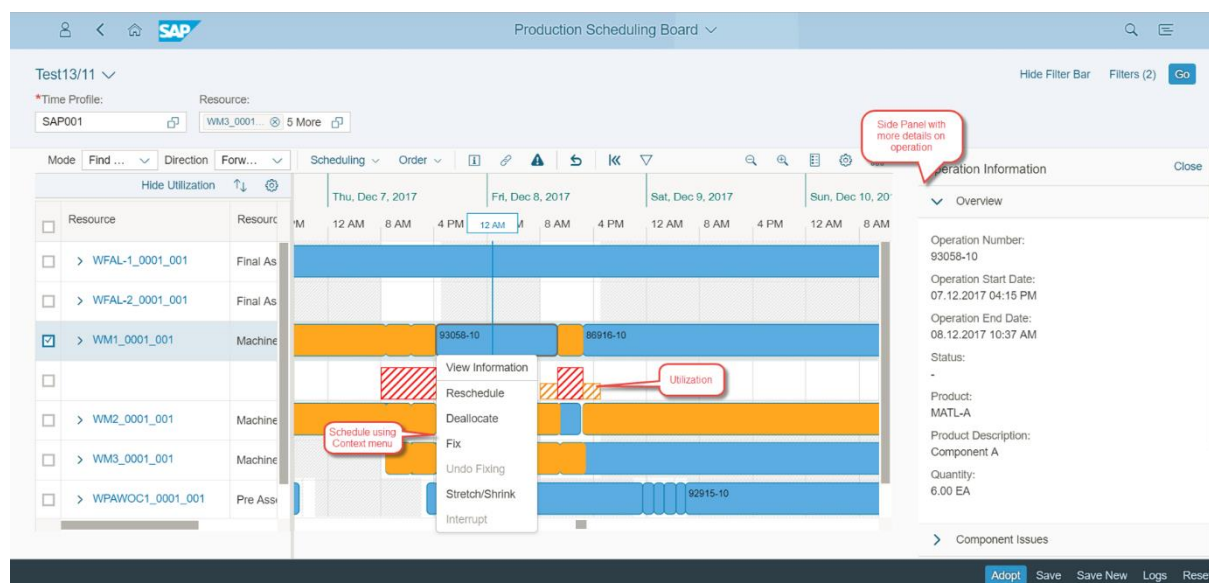 SAP
Production Scheduling Board
Test13/11
Hide Filter Bar Filters (2) Go
*Time Profile: Resource:
SAP001 WM3_0001... 5 More
Side Panel with
more details on
operation
Mode Find ... Direction Forw... Scheduling Order
Operation Information Close
Hide Utilization
Thu, Dec 7, 2017 Fri, Dec 8, 2017 Sat, Dec 9, 2017 Sun, Dec 10, 20
Overview
Resource Resourc
PM 12 AM 8 AM 4 PM 12 AM M 8 AM 4 PM 12 AM 8 AM 4 PM 12 AM 8 AM
Operation Number:
93058-10
WFAL-1_0001_001 Final As
Operation Start Date:
07.12.2017 04:15 PM
WFAL-2_0001_001 Final As
Operation End Date:
08.12.2017 10:37 AM
WM1_0001_001 Machine 93058-10 86916-10
Status:
-
View Information
Reschedule
Deallocate
Fix
Undo Fixing
Stretch/Shrink
Interrupt
Utilization
Product:
MATL-A
WM2_0001_001 Machine
Schedule using
Context menu
Product Description:
Component A
WM3_0001_001 Machine
Quantity:
6.00 EA
WPAWOC1_0001_001 Pre Asse 92915-10
Component Issues
Adopt Save Save New Logs Rese